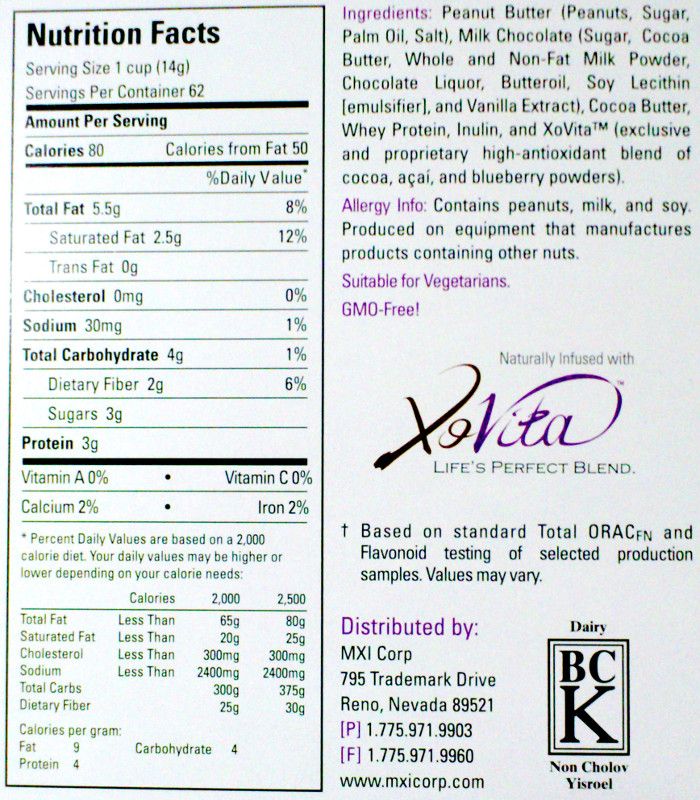 Nutrition Facts
Serving Size 1 cup (14g)
Servings Per Container 62
Amount Per Serving
Calories 80 Calories from Fat 50
%Daily Value*
Total Fat 5.5g 8%
Saturated Fat 2.5g 12%
Trans Fat 0g
Cholesterol 0mg 0%
Sodium 30mg 1%
Total Carbohydrate 4g 1%
Dietary Fiber 2g 6%
Sugars 3g
Protein 3g
Vitamin A 0% • Vitamin C 0%
Calcium 2% • Iron 2%
* Percent Daily Values are based on a 2,000
calorie diet. Your daily values may be higher or
lower depending on your calorie needs:
Calories 2,000 2,500
Total Fat Less Than 65g 80g
Saturated Fat Less Than 20g 25g
Cholesterol Less Than 300mg 300mg
Sodium Less Than 2400mg 2400mg
Total Carbs 300g 375g
Dietary Fiber 25g 30g
Calories per gram:
Fat 9 Carbohydrate 4
Protein 4
Ingredients: Peanut Butter (Peanuts, Sugar,
Palm Oil, Salt), Milk Chocolate (Sugar, Cocoa
Butter, Whole and Non-Fat Milk Powder,
Chocolate Liquor, Butteroil, Soy Lecithin
[emulsifier], and Vanilla Extract), Cocoa Butter,
Whey Protein, Inulin, and XoVita™ (exclusive
and proprietary high-antioxidant blend of
cocoa, açaí, and blueberry powders).
Allergy Info: Contains peanuts, milk, and soy.
Produced on equipment that manufactures
products containing other nuts.
Suitable for Vegetarians.
GMO-Free!
Naturally Infused with
XoVita™
LIFE'S PERFECT BLEND.
† Based on standard Total ORACFN and
Flavonoid testing of selected production
samples. Values may vary.
Distributed by:
MXI Corp
795 Trademark Drive
Reno, Nevada 89521
[P] 1.775.971.9903
[F] 1.775.971.9960
www.mxicorp.com
Dairy
BC
K
Non Cholov
Yisroel